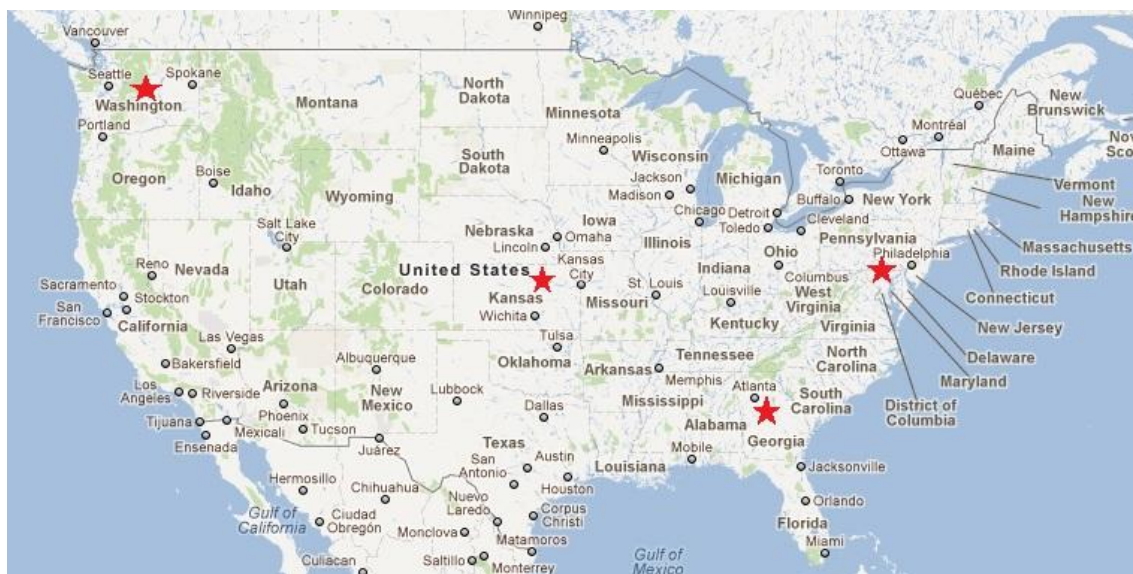 Winnipeg
Vancouver
Seattle
Spokane
Washington
Montana
North
Dakota
Minnesota
Québec
New
Brunswick
Portland
Minneapolis
Ottawa
Montréal
Maine
Nov
Scot
Oregon
Boise
Idaho
South
Dakota
Wisconsin
Michigan
Toronto
Vermont
Wyoming
Jackson
Madison
Buffalo
New York
New
Hampshire
Salt Lake
City
Nebraska
Iowa
Chicago
Detroit
Toledo
Cleveland
Lincoln
Omaha
Illinois
Ohio
Pennsylvania
Massachusetts
Reno
Nevada
Utah
Colorado
United States
Kansas
City
Indiana
Philadelphia
Rhode Island
Sacramento
Stockton
San
Francisco
California
Kansas
Missouri
St Louis
Louisville
Columbus
West
Virginia
Connecticut
Wichita
Kentucky
Virginia
New Jersey
Las Vegas
Albuquerque
Tulsa
Oklahoma
Tennessee
North
Carolina
Delaware
Bakersfield
Arkansas
Memphis
Maryland
Los
Angeles
Riverside
Arizona
New
Mexico
Lubbock
Mississippi
Atlanta
South
Carolina
District of
Columbia
Tijuana
Phoenix
Dallas
Alabama
Mexicali
Tucson
Georgia
Ensenada
Juárez
Texas
Mobile
Hermosillo
San
Antonio
Austin
Louisiana
Jacksonville
Chihuahua
Houston
Gulf of
California
Ciudad
Obregón
Nuevo
Laredo
Corpus
Christi
Orlando
Florida
Monclova
Matamoros
Miami
Culiacan
Saltillo
Monterrey
Gulf of
Mexico